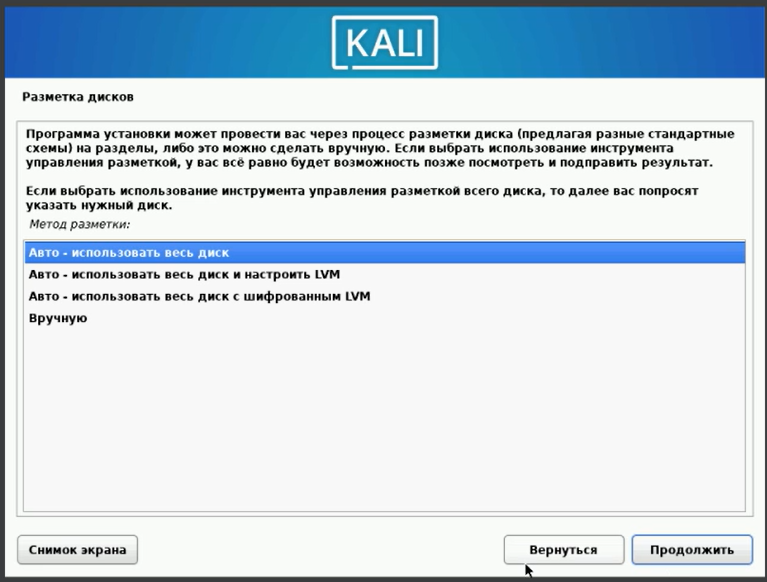 KALI
Разметка дисков
Программа установки может провести вас через процесс разметки диска (предлагая разные стандартные
схемы) на разделы, либо это можно сделать вручную. Если выбрать использование инструмента
управления разметкой, у вас всё равно будет возможность позже посмотреть и подправить результат.
Если выбрать использование инструмента управления разметкой всего диска, то далее вас попросят
указать нужный диск.
Метод разметки:
Авто - использовать весь диск
Авто - использовать весь диск и настроить LVM
Авто - использовать весь диск с шифрованным LVM
Вручную
Снимок экрана
Вернуться
Продолжить